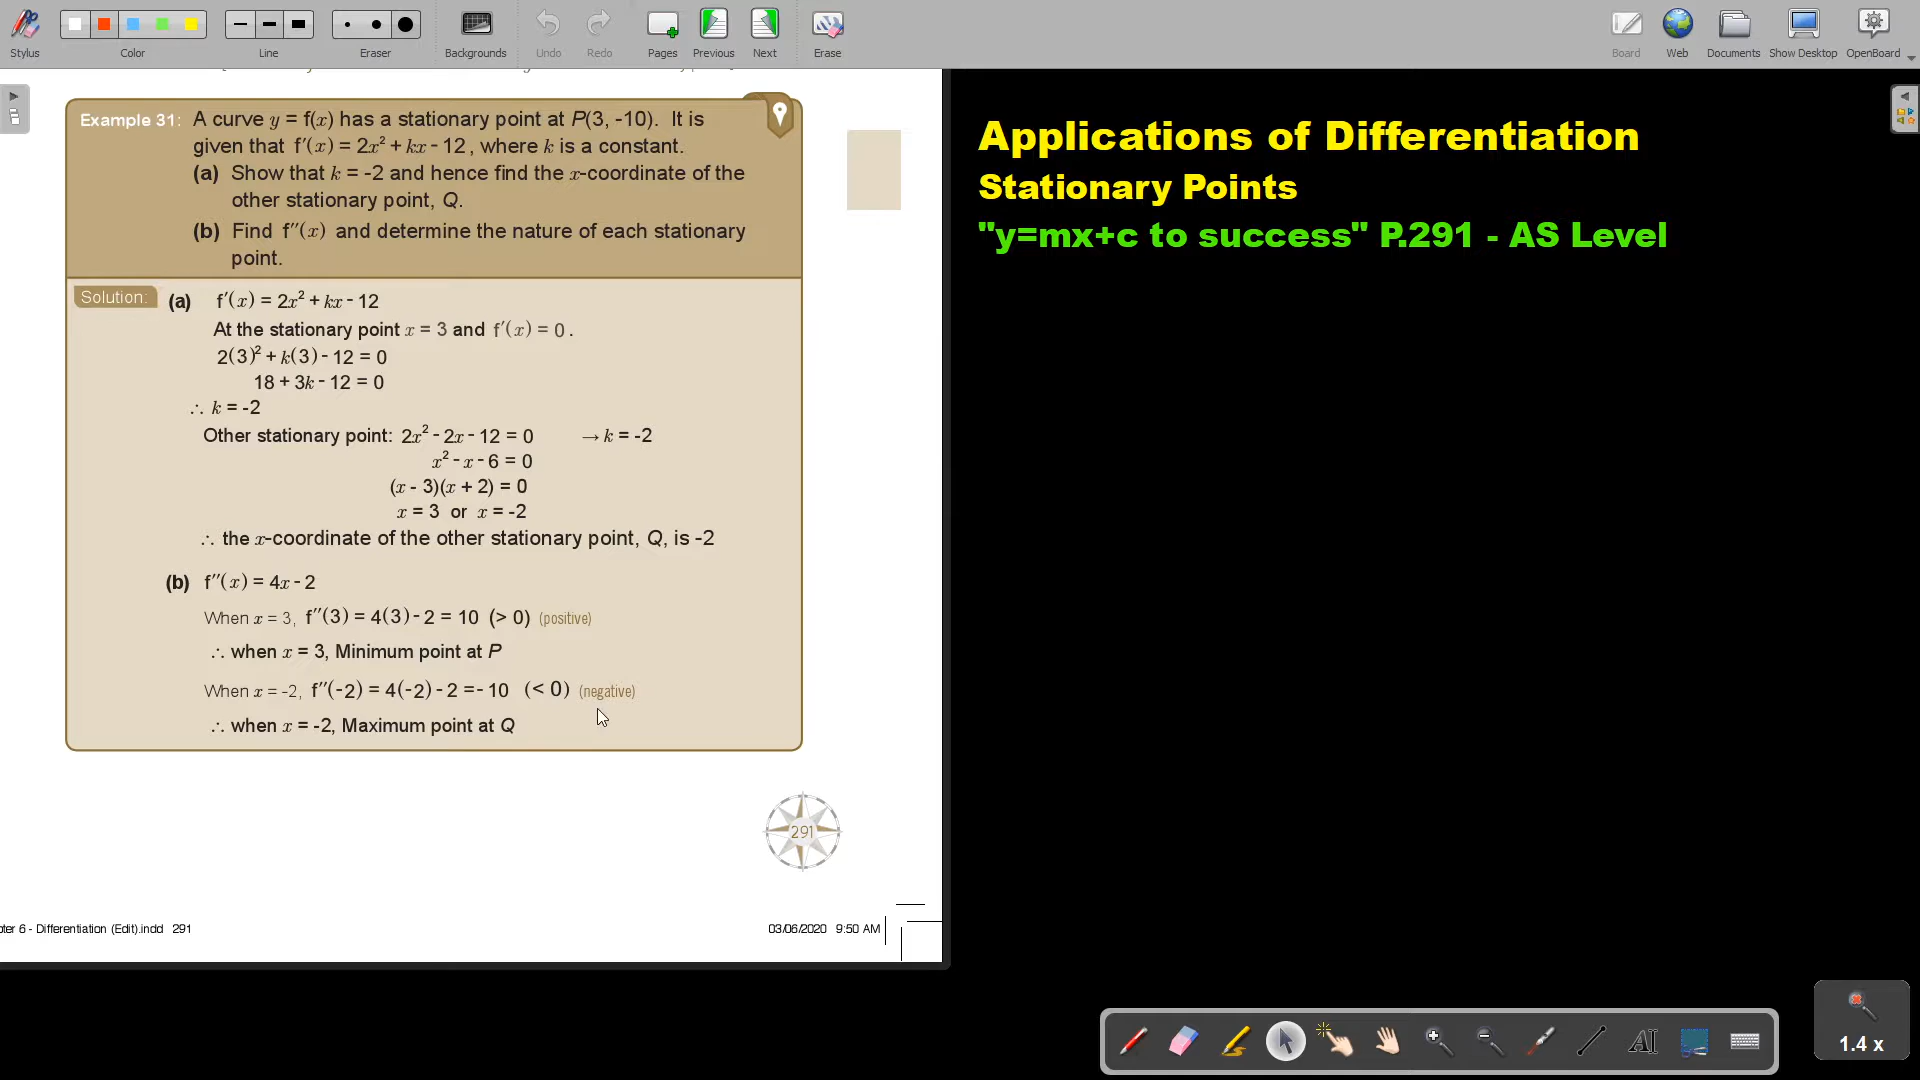 Stylus
Color
Line
Eraser
Backgrounds
Undo
Redo
Pages
Previous
Next
Erase
Board
Web
Documents
Show Desktop
OpenBoard
Example 31: A curve y = f(x) has a stationary point at P(3, -10). It is
given that f′(x) = 2x² + kx - 12, where k is a constant.
(a) Show that k = -2 and hence find the x-coordinate of the
other stationary point, Q.
(b) Find f′′(x) and determine the nature of each stationary
point.
Solution: (a) f′(x) = 2x² + kx - 12
At the stationary point x = 3 and f′(x) = 0.
2(3)² + k(3) - 12 = 0
18 + 3k - 12 = 0
∴ k = -2
Other stationary point: 2x² - 2x - 12 = 0 → k = -2
x² - x - 6 = 0
(x - 3)(x + 2) = 0
x = 3 or x = -2
∴ the x-coordinate of the other stationary point, Q, is -2
(b) f′′(x) = 4x - 2
When x = 3, f′′(3) = 4(3) - 2 = 10 (> 0) (positive)
∴ when x = 3, Minimum point at P
When x = -2, f′′(-2) = 4(-2) - 2 = - 10 (< 0) (negative)
∴ when x = -2, Maximum point at Q
291
6 - Differentiation (Edit).indd 291
03/06/2020 9:50 AM
Applications of Differentiation
Stationary Points
"y=mx+c to success" P.291 - AS Level
1.4 x